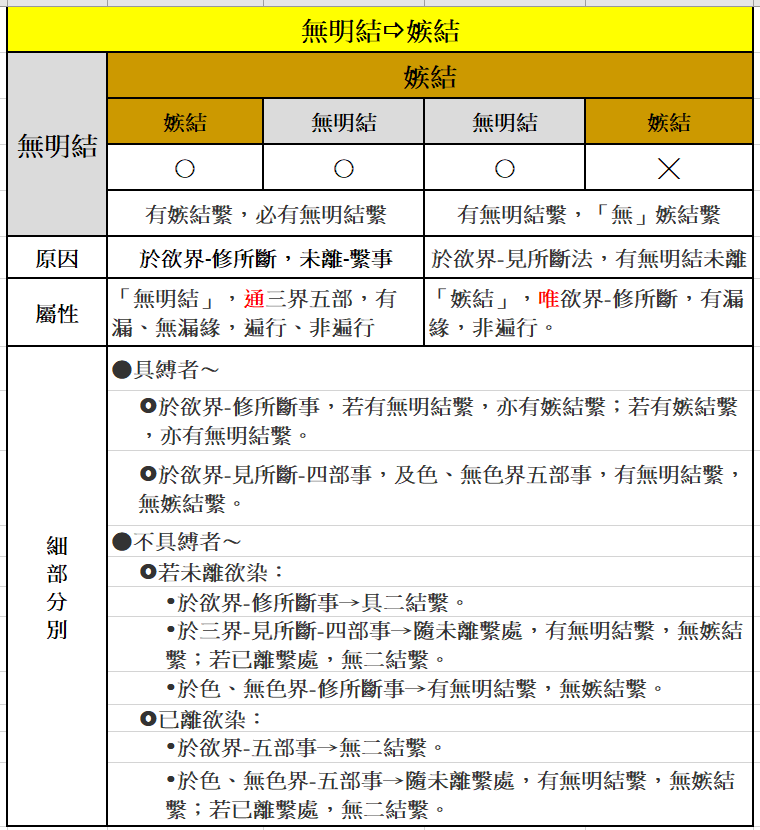 無明結⇨嫉結
無明結
嫉結
嫉結 無明結 無明結 嫉結
○ ○ ○ ╳
有嫉結繫，必有無明結繫 有無明結繫，「無」嫉結繫
原因 於欲界-修所斷，未離-繫事 於欲界-見所斷法，有無明結未離
屬性
「無明結」，通三界五部，有
漏、無漏緣，遍行、非遍行
「嫉結」，唯欲界-修所斷，有漏
緣，非遍行。
細
部
分
別
●具縛者～
⭘於欲界-修所斷事，若有無明結繫，亦有嫉結繫；若有嫉結繫
，亦有無明結繫。
⭘於欲界-見所斷-四部事，及色、無色界五部事，有無明結繫，
無嫉結繫。
●不具縛者～
⭘若未離欲染：
•於欲界-修所斷事→具二結繫。
•於三界-見所斷-四部事→隨未離繫處，有無明結繫，無嫉結
繫；若已離繫處，無二結繫。
•於色、無色界-修所斷事→有無明結繫，無嫉結繫。
⭘已離欲染：
•於欲界-五部事→無二結繫。
•於色、無色界-五部事→隨未離繫處，有無明結繫，無嫉結
繫；若已離繫處，無二結繫。